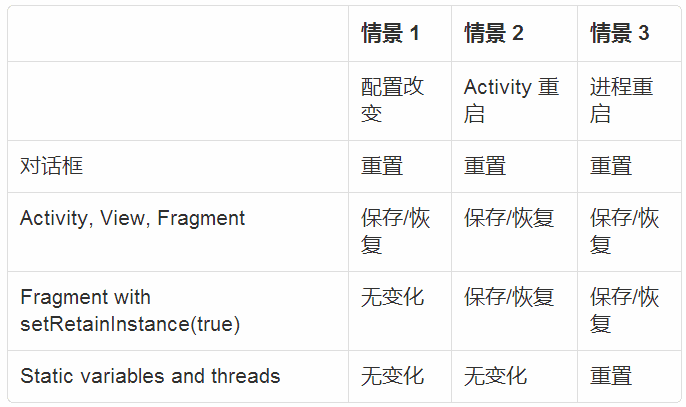 情景 1 情景 2 情景 3
配置改变 Activity 重启 进程重启
对话框 重置 重置 重置
Activity, View, Fragment 保存/恢复 保存/恢复 保存/恢复
Fragment with setRetainInstance(true) 无变化 保存/恢复 保存/恢复
Static variables and threads 无变化 无变化 重置